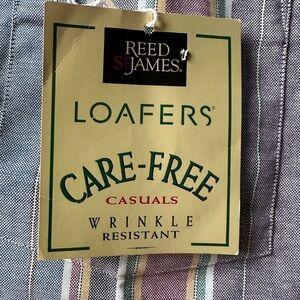 REED
ST JAMES®
LOAFERS®
CARE-FREE
CASUALS
WRINKLE
RESISTANT